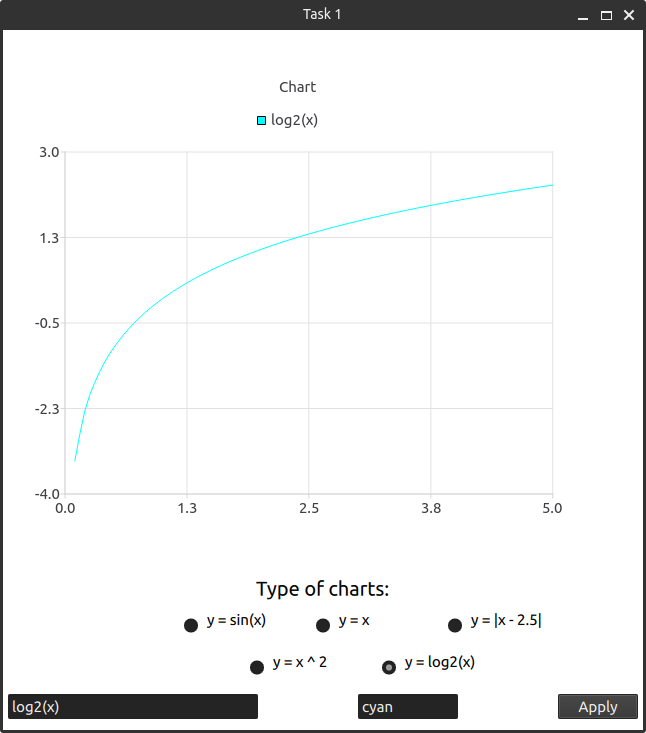 Task 1
Chart
log2(x)
3.0
1.3
-0.5
-2.3
-4.0
0.0 1.3 2.5 3.8 5.0
Type of charts:
y = sin(x) y = x y = |x - 2.5|
y = x ^ 2 y = log2(x)
log2(x) cyan Apply